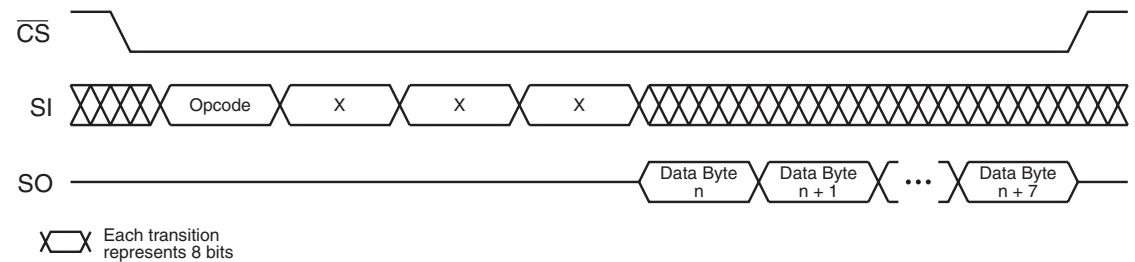 CS
SI
Opcode
X
X
X
SO
Data Byte
n
Data Byte
n + 1
•••
Data Byte
n + 7
Each transition
represents 8 bits